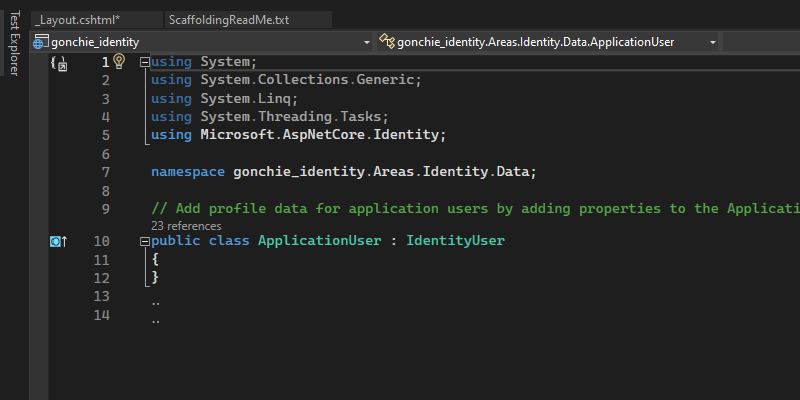 Test Explorer
_Layout.cshtml*
ScaffoldingReadMe.txt
gonchie_identity
gonchie_identity.Areas.Identity.Data.ApplicationUser
1 using System;
2 using System.Collections.Generic;
3 using System.Linq;
4 using System.Threading.Tasks;
5 using Microsoft.AspNetCore.Identity;
6
7 namespace gonchie_identity.Areas.Identity.Data;
8
9 // Add profile data for application users by adding properties to the Applicati
23 references
10 public class ApplicationUser : IdentityUser
11 {
12 }
13 ..
14 ..